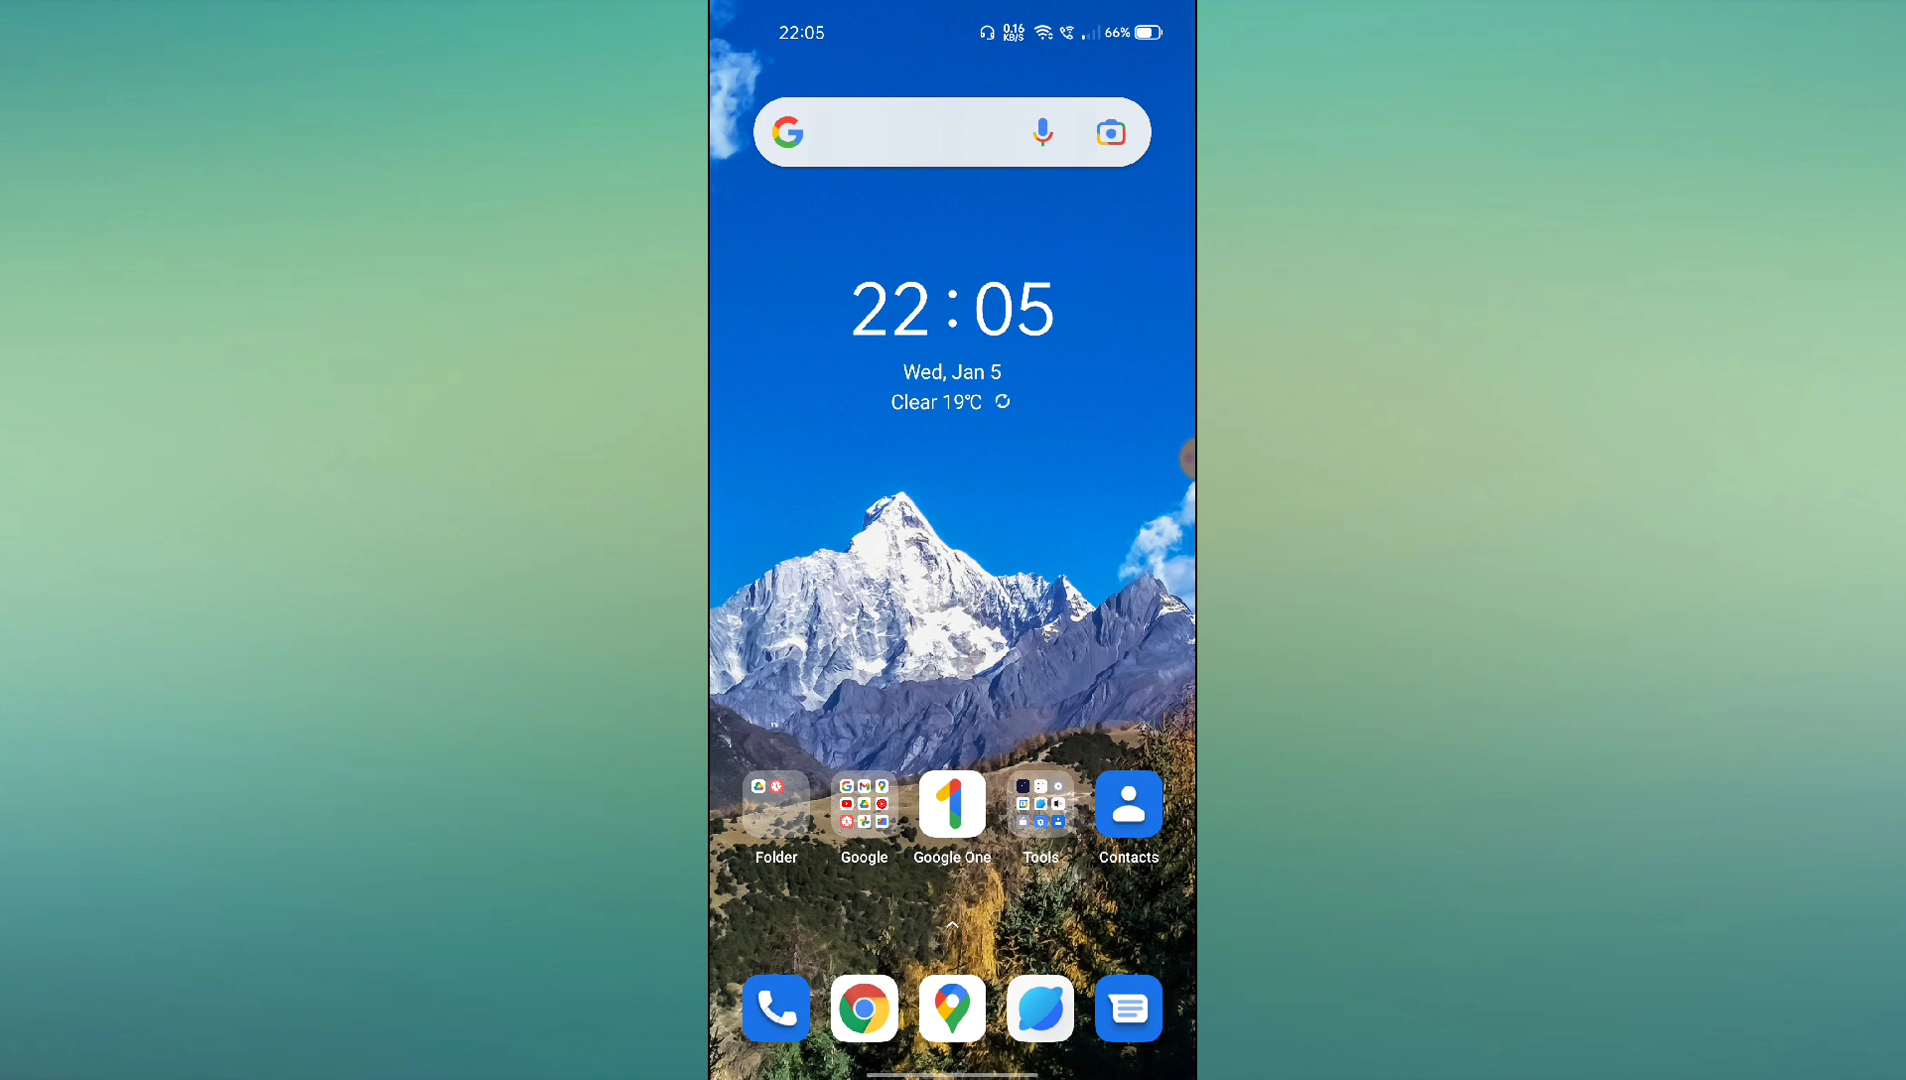 22:05
0.16
KB/S
66%
22:05
Wed, Jan 5
Clear 19℃
Folder
Google
Google One
Tools
Contacts